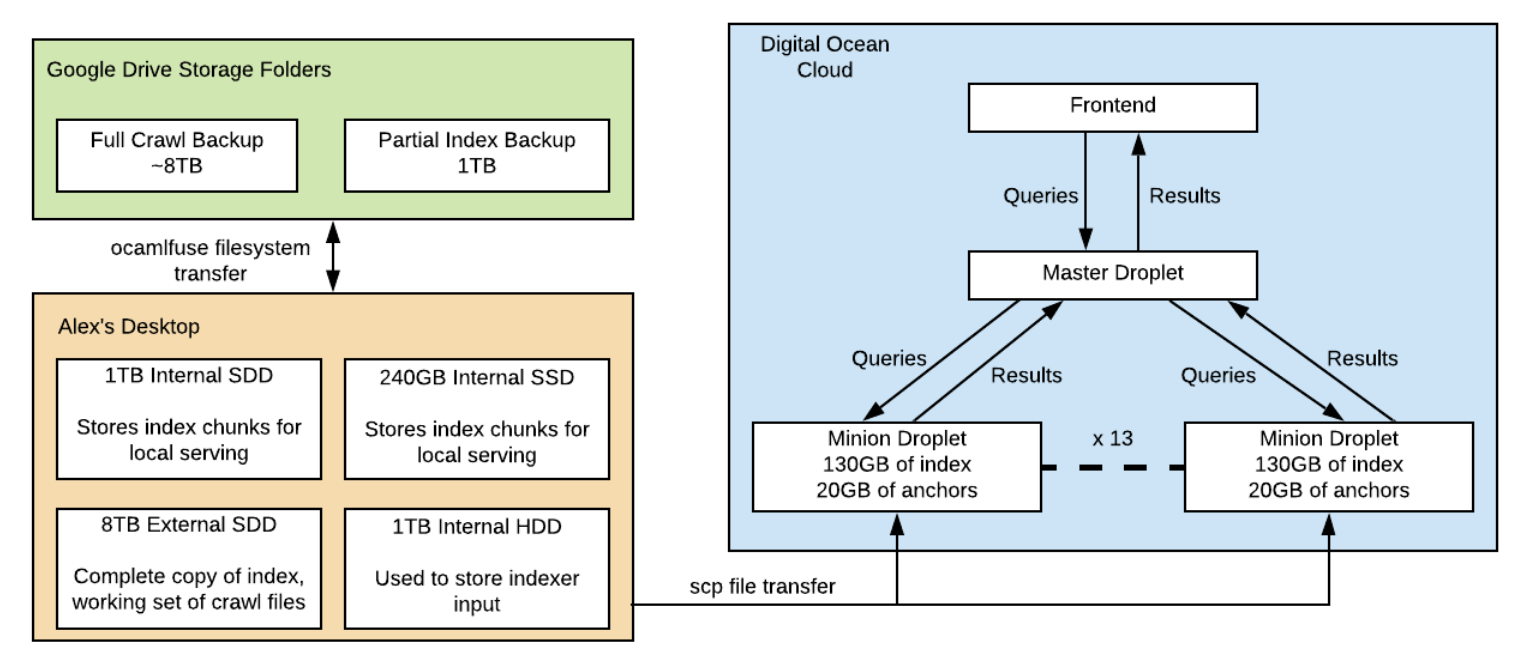 Google Drive Storage Folders
Full Crawl Backup
~8TB
Partial Index Backup
1TB
ocamlfuse filesystem
transfer
Alex's Desktop
1TB Internal SDD
Stores index chunks for
local serving
240GB Internal SSD
Stores index chunks for
local serving
8TB External SDD
Complete copy of index,
working set of crawl files
1TB Internal HDD
Used to store indexer
input
scp file transfer
Digital Ocean
Cloud
Frontend
Queries
Results
Master Droplet
Queries
Results
Queries
Results
Minion Droplet
130GB of index
20GB of anchors
x 13
Minion Droplet
130GB of index
20GB of anchors